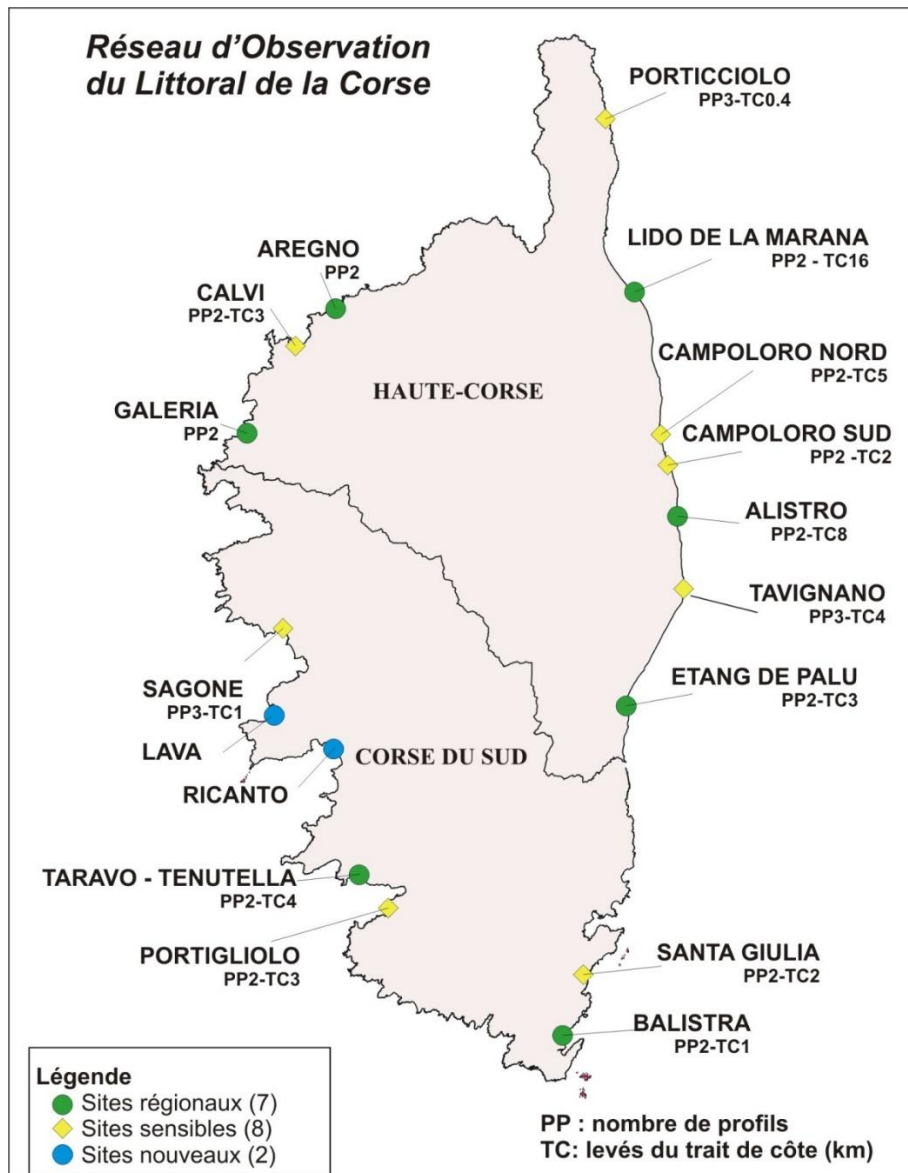 Réseau d'Observation
du Littoral de la Corse
PORTICCIOLO
PP3-TC0.4
LIDO DE LA MARANA
PP2 - TC16
AREGNO
PP2
CALVI
PP2-TC3
CAMPOLORO NORD
PP2-TC5
HAUTE-CORSE
GALERIA
PP2
CAMPOLORO SUD
PP2 -TC2
ALISTRO
PP2-TC8
TAVIGNANO
PP3-TC4
SAGONE
PP3-TC1
ETANG DE PALU
PP2-TC3
LAVA
CORSE DU SUD
RICANTO
TARAVO - TENUTELLA
PP2-TC4
PORTIGLIOLO
PP2-TC3
SANTA GIULIA
PP2-TC2
BALISTRA
PP2-TC1
Légende
Sites régionaux (7)
Sites sensibles (8)
Sites nouveaux (2)
PP : nombre de profils
TC: levés du trait de côte (km)